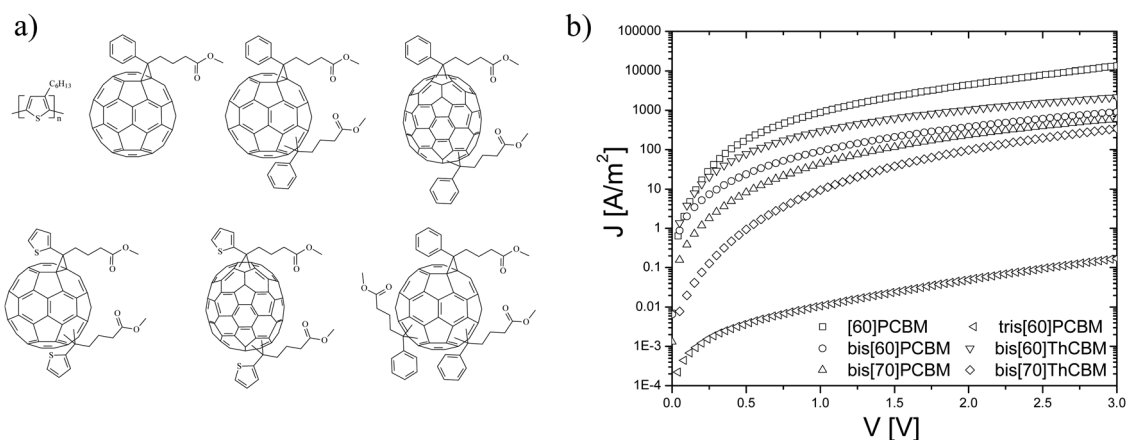 a)
C6H13
S
n
O
O
O
O
O
O
O
O
O
O
S
O
O
O
O
S
S
O
O
O
O
S
O
O
O
O
O
O
b)
J [A/m²]
100000
10000
1000
100
10
1
0.1
0.01
1E-3
1E-4
[60]PCBM
bis[60]PCBM
bis[70]PCBM
tris[60]PCBM
bis[60]ThCBM
bis[70]ThCBM
0.0 0.5 1.0 1.5 2.0 2.5 3.0
V [V]